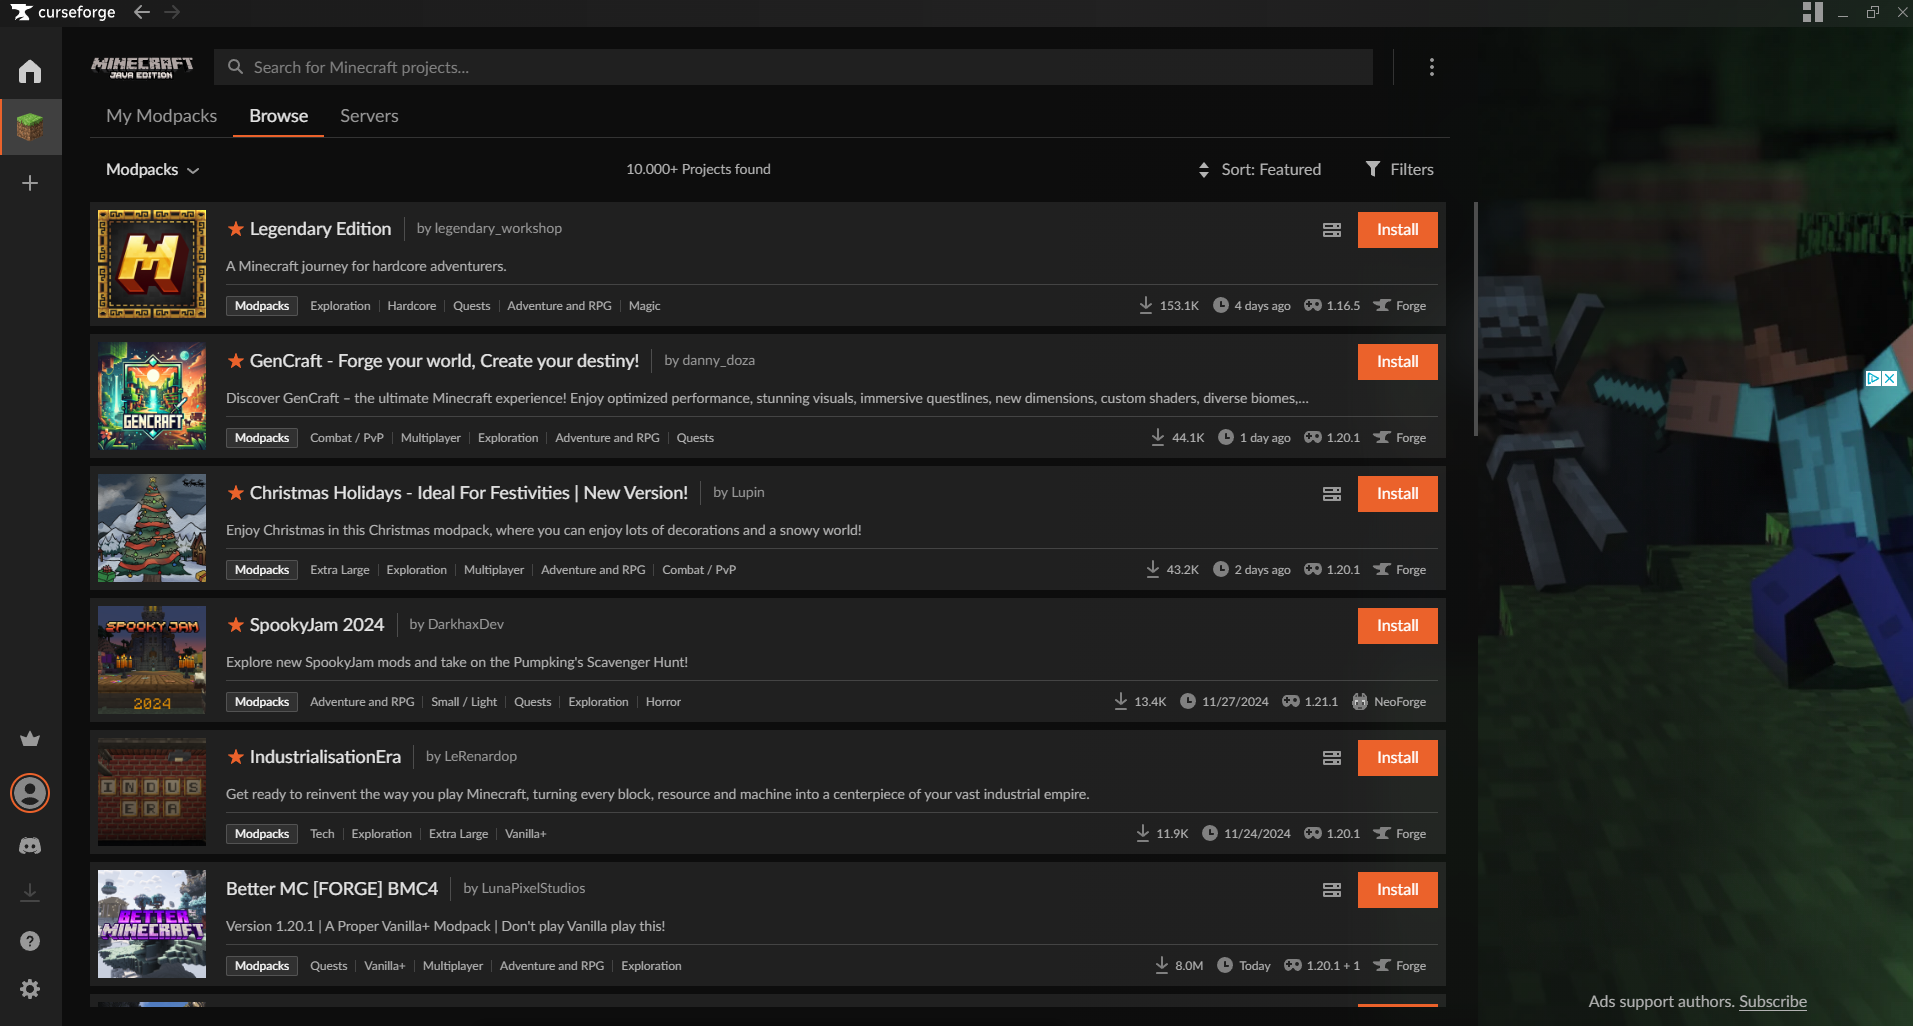 curseforge
MINECRAFT
JAVA EDITION
Search for Minecraft projects...
My Modpacks Browse Servers
Modpacks 10.000+ Projects found Sort: Featured Filters
Legendary Edition by legendary_workshop Install
A Minecraft journey for hardcore adventurers.
Modpacks Exploration Hardcore Quests Adventure and RPG Magic 153.1K 4 days ago 1.16.5 Forge
GENCRAFT
GenCraft - Forge your world, Create your destiny! by danny_doza Install
Discover GenCraft – the ultimate Minecraft experience! Enjoy optimized performance, stunning visuals, immersive questlines, new dimensions, custom shaders, diverse biomes,...
Modpacks Combat / PvP Multiplayer Exploration Adventure and RPG Quests 44.1K 1 day ago 1.20.1 Forge
Christmas Holidays - Ideal For Festivities | New Version! by Lupin Install
Enjoy Christmas in this Christmas modpack, where you can enjoy lots of decorations and a snowy world!
Modpacks Extra Large Exploration Multiplayer Adventure and RPG Combat / PvP 43.2K 2 days ago 1.20.1 Forge
SPOOKY JAM
2024
SpookyJam 2024 by DarkhaxDev Install
Explore new SpookyJam mods and take on the Pumpking's Scavenger Hunt!
Modpacks Adventure and RPG Small / Light Quests Exploration Horror 13.4K 11/27/2024 1.21.1 NeoForge
INDUS
ERA
IndustrialisationEra by LeRenardop Install
Get ready to reinvent the way you play Minecraft, turning every block, resource and machine into a centerpiece of your vast industrial empire.
Modpacks Tech Exploration Extra Large Vanilla+ 11.9K 11/24/2024 1.20.1 Forge
BETTER
MINECRAFT
Better MC [FORGE] BMC4 by LunaPixelStudios Install
Version 1.20.1 | A Proper Vanilla+ Modpack | Don't play Vanilla play this!
Modpacks Quests Vanilla+ Multiplayer Adventure and RPG Exploration 8.0M Today 1.20.1 + 1 Forge
Ads support authors. Subscribe